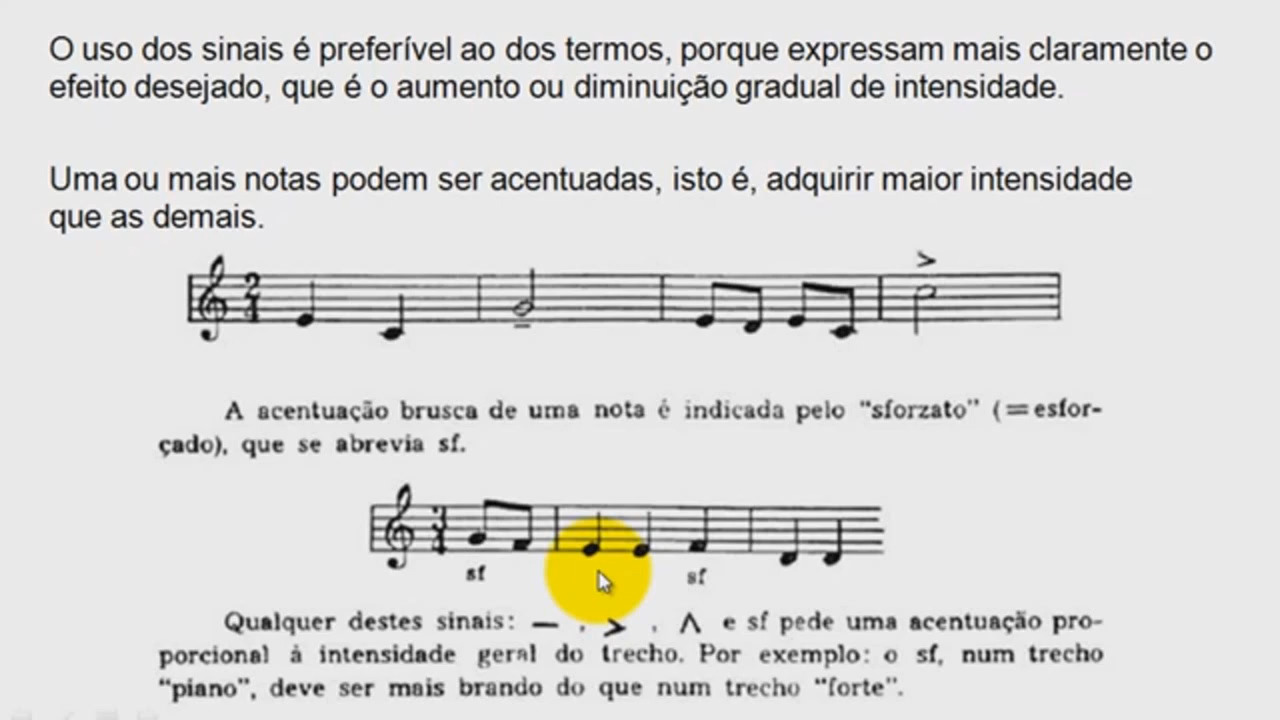 O uso dos sinais é preferível ao dos termos, porque expressam mais claramente o
efeito desejado, que é o aumento ou diminuição gradual de intensidade.
Uma ou mais notas podem ser acentuadas, isto é, adquirir maior intensidade
que as demais.
2
4
>
A acentuação brusca de uma nota é indicada pelo "sforzato" (=esfor-
çado), que se abrevia sf.
3
4
sf sf
Qualquer destes sinais: — , > , Λ e sf pede uma acentuação pro-
porcional à intensidade geral do trecho. Por exemplo: o sf, num trecho
"piano", deve ser mais brando do que num trecho "forte".